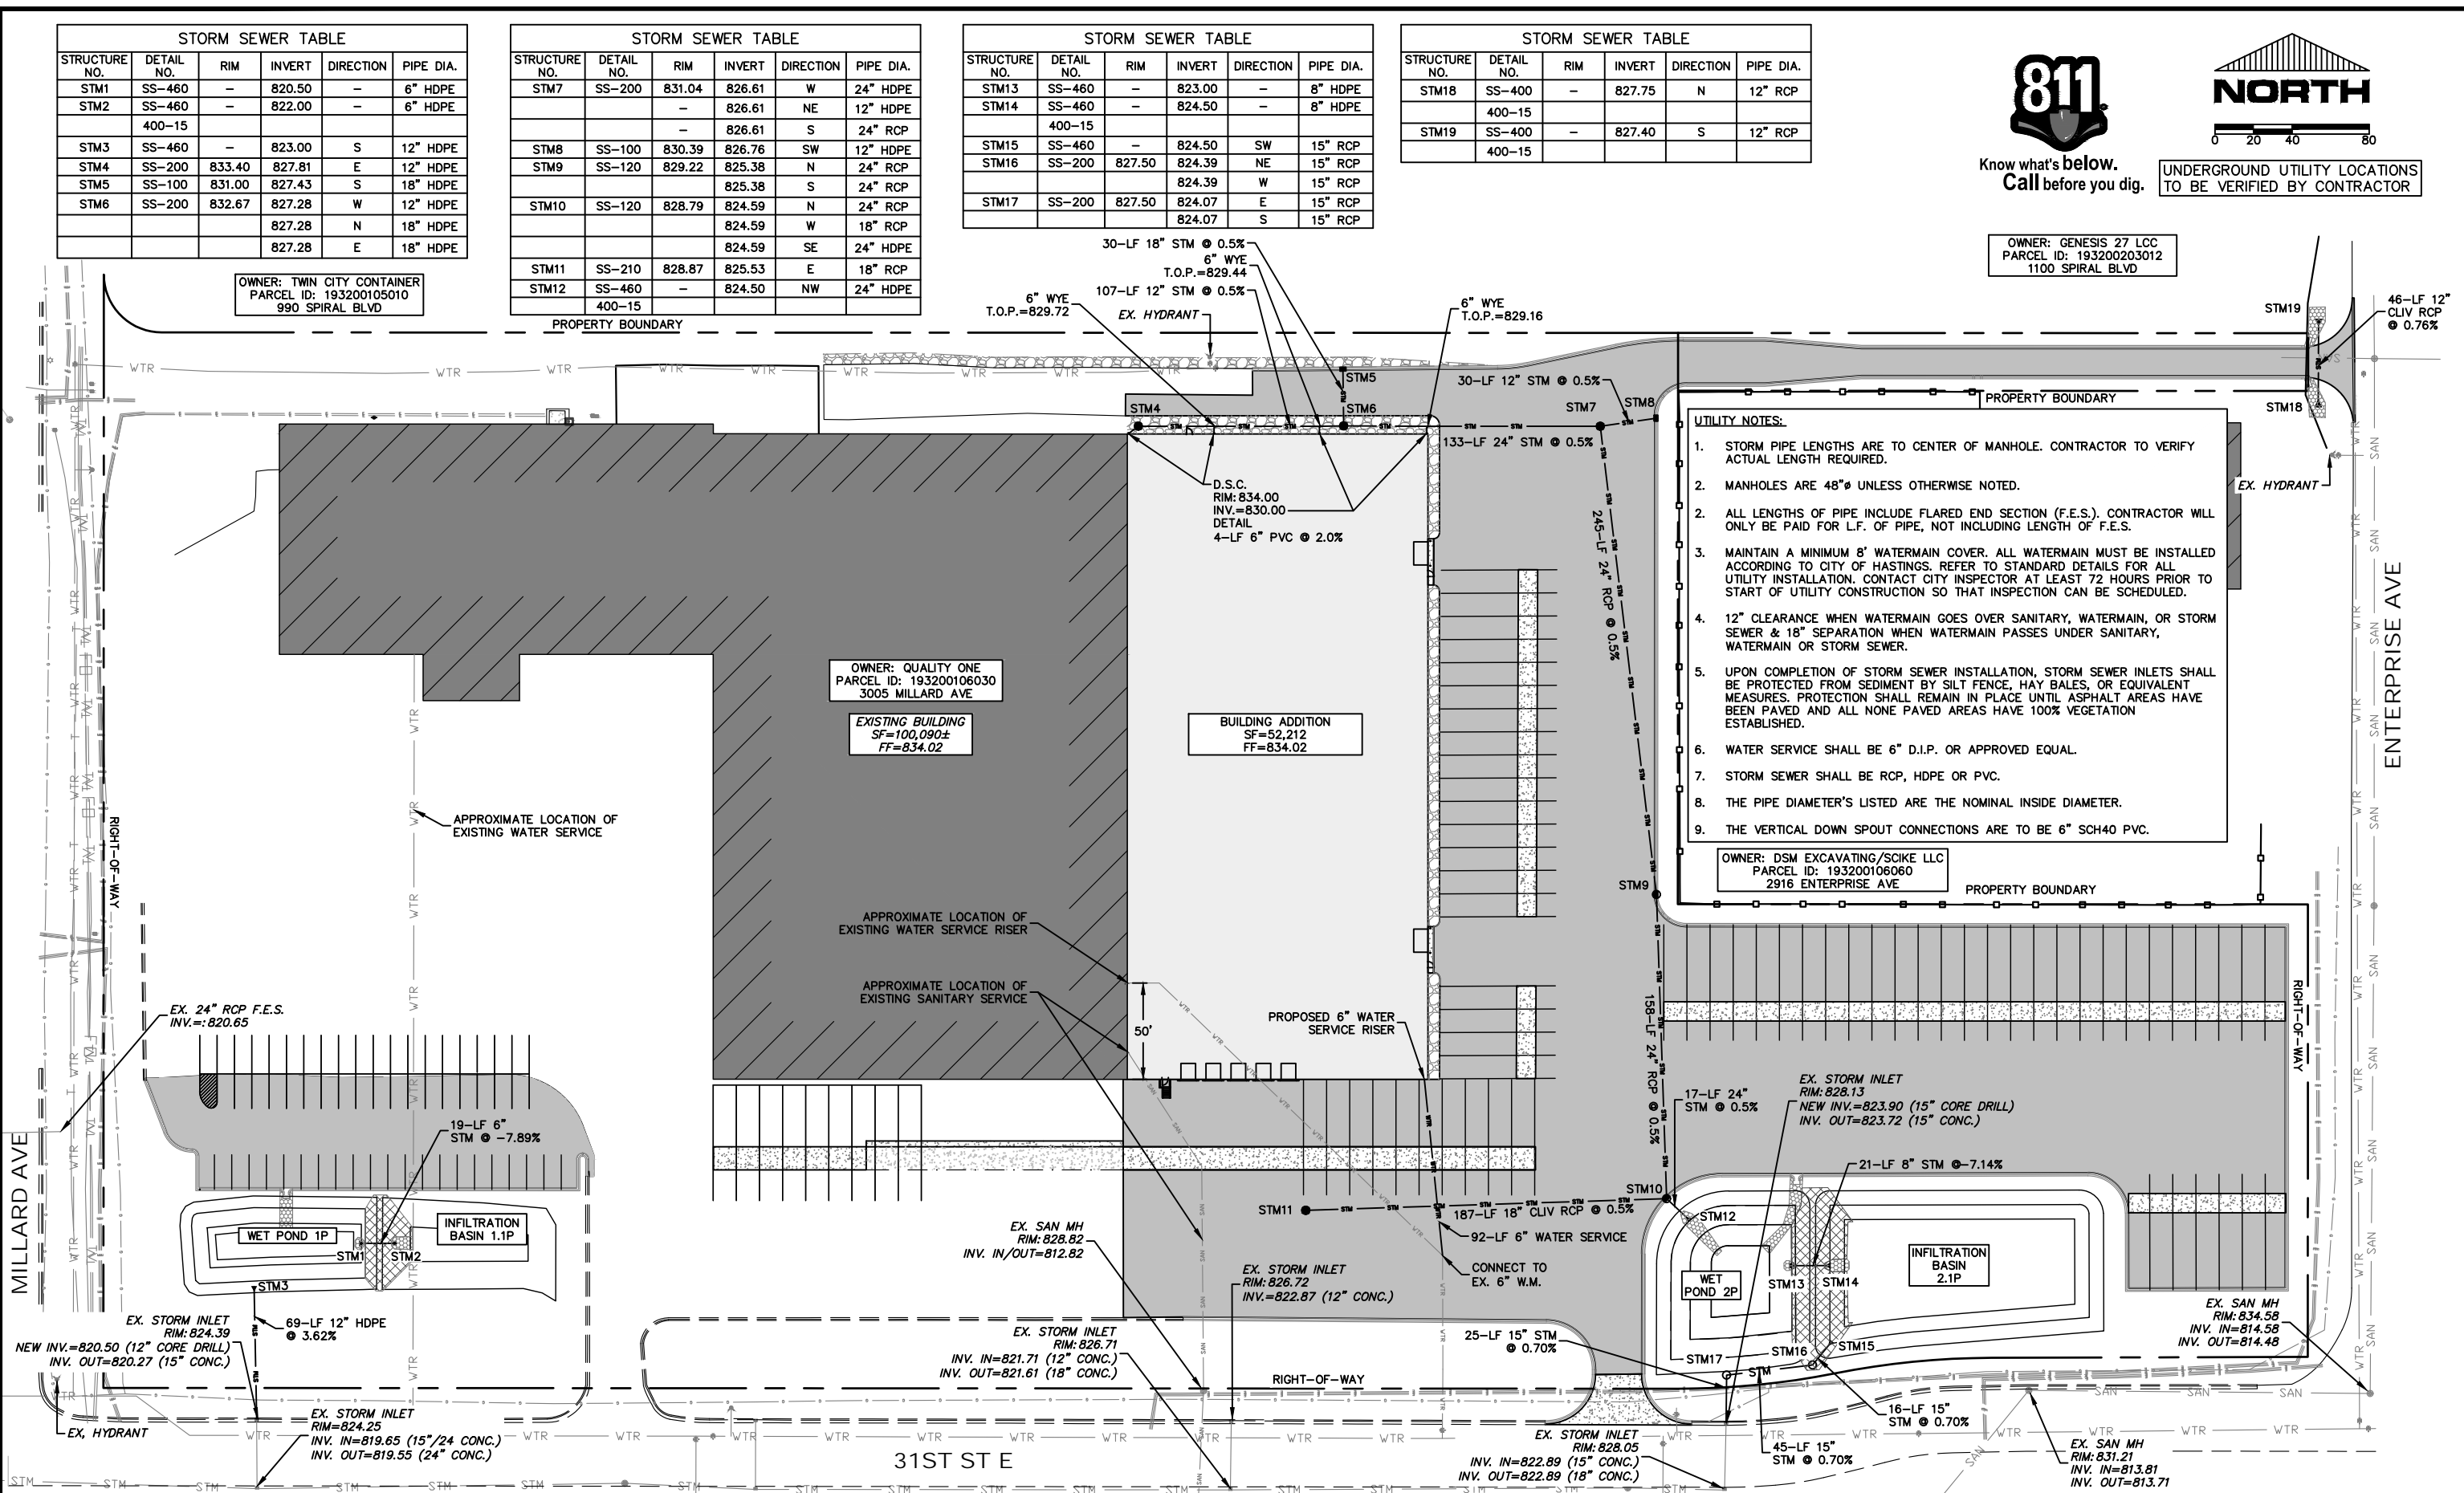 STORM SEWER TABLE
STRUCTURE NO. DETAIL NO. RIM INVERT DIRECTION PIPE DIA.
STM1 SS-460 - 820.50 - 6" HDPE
STM2 SS-460 - 822.00 - 6" HDPE
400-15
STM3 SS-460 - 823.00 S 12" HDPE
STM4 SS-200 833.40 827.81 E 12" HDPE
STM5 SS-100 831.00 827.43 S 18" HDPE
STM6 SS-200 832.67 827.28 W 12" HDPE
827.28 N 18" HDPE
827.28 E 18" HDPE
STORM SEWER TABLE
STRUCTURE NO. DETAIL NO. RIM INVERT DIRECTION PIPE DIA.
STM7 SS-200 831.04 826.61 W 24" HDPE
- 826.61 NE 12" HDPE
- 826.61 S 24" RCP
STM8 SS-100 830.39 826.76 SW 12" HDPE
STM9 SS-120 829.22 825.38 N 24" RCP
825.38 S 24" RCP
STM10 SS-120 828.79 824.59 N 24" RCP
824.59 W 18" RCP
824.59 SE 24" HDPE
STM11 SS-210 828.87 825.53 E 18" RCP
STM12 SS-460 - 824.50 NW 24" HDPE
400-15
STORM SEWER TABLE
STRUCTURE NO. DETAIL NO. RIM INVERT DIRECTION PIPE DIA.
STM13 SS-460 - 823.00 - 8" HDPE
STM14 SS-460 - 824.50 - 8" HDPE
400-15
STM15 SS-460 - 824.50 SW 15" RCP
STM16 SS-200 827.50 824.39 NE 15" RCP
824.39 W 15" RCP
STM17 SS-200 827.50 824.07 E 15" RCP
824.07 S 15" RCP
STORM SEWER TABLE
STRUCTURE NO. DETAIL NO. RIM INVERT DIRECTION PIPE DIA.
STM18 SS-400 - 827.75 N 12" RCP
400-15
STM19 SS-400 - 827.40 S 12" RCP
400-15
811
Know what's below.
Call before you dig.
NORTH
0 20 40 80
UNDERGROUND UTILITY LOCATIONS
TO BE VERIFIED BY CONTRACTOR
OWNER: TWIN CITY CONTAINER
PARCEL ID: 193200105010
990 SPIRAL BLVD
PROPERTY BOUNDARY
OWNER: GENESIS 27 LCC
PARCEL ID: 193200203012
1100 SPIRAL BLVD
30-LF 18" STM @ 0.5%
6" WYE
T.O.P.=829.44
107-LF 12" STM @ 0.5%
6" WYE
T.O.P.=829.72
EX. HYDRANT
6" WYE
T.O.P.=829.16
STM19
46-LF 12"
CLIV RCP
@ 0.76%
STM18
EX. HYDRANT
STM5
30-LF 12" STM @ 0.5%
STM4
STM6
STM7
STM8
133-LF 24" STM @ 0.5%
PROPERTY BOUNDARY
D.S.C.
RIM: 834.00
INV.=830.00
DETAIL
4-LF 6" PVC @ 2.0%
245-LF 24" RCP @ 0.5%
UTILITY NOTES:
1. STORM PIPE LENGTHS ARE TO CENTER OF MANHOLE. CONTRACTOR TO VERIFY
ACTUAL LENGTH REQUIRED.
2. MANHOLES ARE 48"ø UNLESS OTHERWISE NOTED.
2. ALL LENGTHS OF PIPE INCLUDE FLARED END SECTION (F.E.S.). CONTRACTOR WILL
ONLY BE PAID FOR L.F. OF PIPE, NOT INCLUDING LENGTH OF F.E.S.
3. MAINTAIN A MINIMUM 8' WATERMAIN COVER. ALL WATERMAIN MUST BE INSTALLED
ACCORDING TO CITY OF HASTINGS. REFER TO STANDARD DETAILS FOR ALL
UTILITY INSTALLATION. CONTACT CITY INSPECTOR AT LEAST 72 HOURS PRIOR TO
START OF UTILITY CONSTRUCTION SO THAT INSPECTION CAN BE SCHEDULED.
4. 12" CLEARANCE WHEN WATERMAIN GOES OVER SANITARY, WATERMAIN, OR STORM
SEWER & 18" SEPARATION WHEN WATERMAIN PASSES UNDER SANITARY,
WATERMAIN OR STORM SEWER.
5. UPON COMPLETION OF STORM SEWER INSTALLATION, STORM SEWER INLETS SHALL
BE PROTECTED FROM SEDIMENT BY SILT FENCE, HAY BALES, OR EQUIVALENT
MEASURES. PROTECTION SHALL REMAIN IN PLACE UNTIL ASPHALT AREAS HAVE
BEEN PAVED AND ALL NONE PAVED AREAS HAVE 100% VEGETATION
ESTABLISHED.
6. WATER SERVICE SHALL BE 6" D.I.P. OR APPROVED EQUAL.
7. STORM SEWER SHALL BE RCP, HDPE OR PVC.
8. THE PIPE DIAMETER'S LISTED ARE THE NOMINAL INSIDE DIAMETER.
9. THE VERTICAL DOWN SPOUT CONNECTIONS ARE TO BE 6" SCH40 PVC.
OWNER: QUALITY ONE
PARCEL ID: 193200106030
3005 MILLARD AVE
EXISTING BUILDING
SF=100,090±
FF=834.02
BUILDING ADDITION
SF=52,212
FF=834.02
ENTERPRISE AVE
APPROXIMATE LOCATION OF
EXISTING WATER SERVICE
RIGHT-OF-WAY
OWNER: DSM EXCAVATING/SCIKE LLC
PARCEL ID: 193200106060
2916 ENTERPRISE AVE
STM9
PROPERTY BOUNDARY
APPROXIMATE LOCATION OF
EXISTING WATER SERVICE RISER
APPROXIMATE LOCATION OF
EXISTING SANITARY SERVICE
50'
PROPOSED 6" WATER
SERVICE RISER
158-LF 24" RCP @ 0.5%
RIGHT-OF-WAY
EX. 24" RCP F.E.S.
INV.=:820.65
19-LF 6"
STM @ -7.89%
17-LF 24"
STM @ 0.5%
EX. STORM INLET
RIM:828.13
NEW INV.=823.90 (15" CORE DRILL)
INV. OUT=823.72 (15" CONC.)
21-LF 8" STM @-7.14%
MILLARD AVE
WET POND 1P
INFILTRATION
BASIN 1.1P
STM1
STM2
STM3
STM10
STM11
187-LF 18" CLIV RCP @ 0.5%
STM12
92-LF 6" WATER SERVICE
CONNECT TO
EX. 6" W.M.
EX. SAN MH
RIM:828.82
INV. IN/OUT=812.82
EX. STORM INLET
RIM:826.72
INV.=822.87 (12" CONC.)
WET
POND 2P
STM13
STM14
INFILTRATION
BASIN
2.1P
EX. STORM INLET
RIM:824.39
NEW INV.=820.50 (12" CORE DRILL)
INV. OUT=820.27 (15" CONC.)
69-LF 12" HDPE
@ 3.62%
EX. STORM INLET
RIM:826.71
INV. IN=821.71 (12" CONC.)
INV. OUT=821.61 (18" CONC.)
25-LF 15" STM
@ 0.70%
STM17
STM16
STM15
STM
EX. SAN MH
RIM:834.58
INV. IN=814.58
INV. OUT=814.48
RIGHT-OF-WAY
EX, HYDRANT
EX. STORM INLET
RIM=824.25
INV. IN=819.65 (15"/24 CONC.)
INV. OUT=819.55 (24" CONC.)
31ST ST E
EX. STORM INLET
RIM:828.05
INV. IN=822.89 (15" CONC.)
INV. OUT=822.89 (18" CONC.)
45-LF 15"
STM @ 0.70%
16-LF 15"
STM @ 0.70%
EX. SAN MH
RIM:831.21
INV. IN=813.81
INV. OUT=813.71